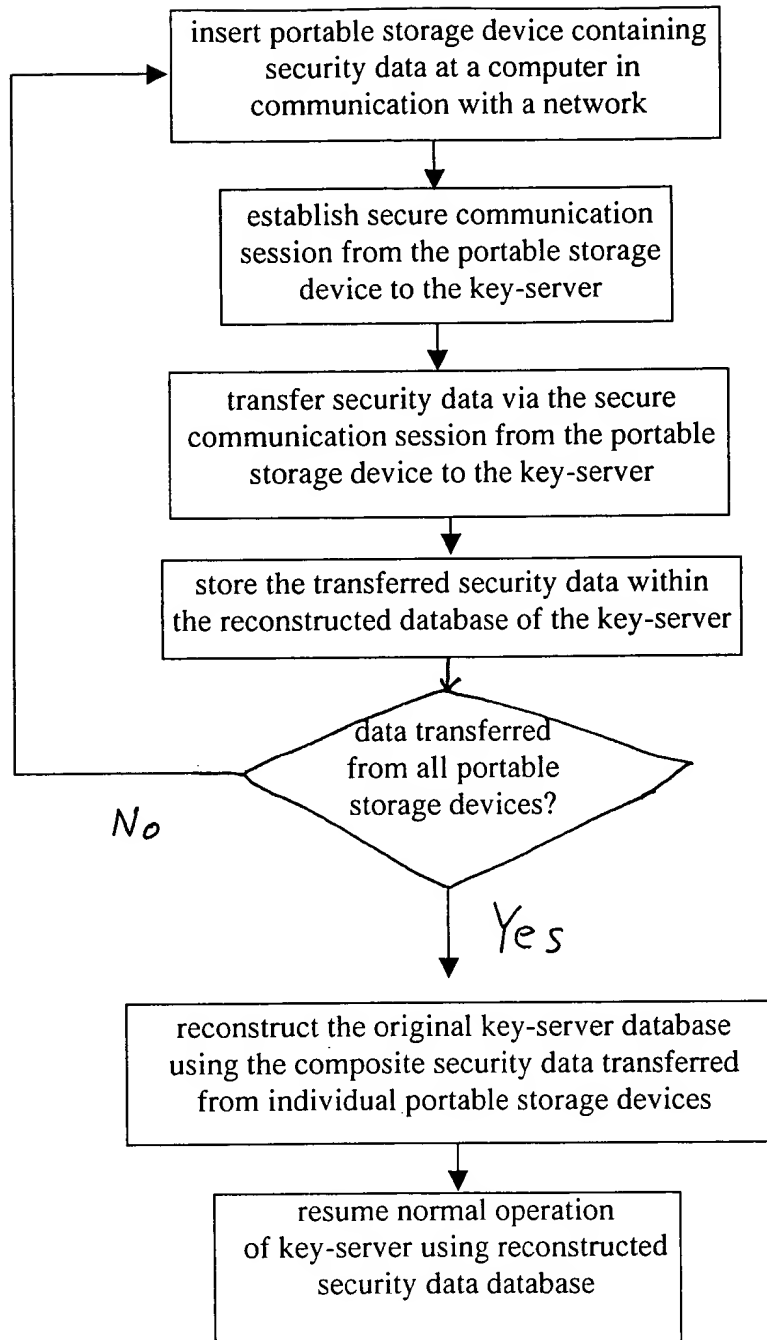 insert portable storage device containing
security data at a computer in
communication with a network
establish secure communication
session from the portable storage
device to the key-server
transfer security data via the secure
communication session from the portable
storage device to the key-server
store the transferred security data within
the reconstructed database of the key-server
data transferred
from all portable
storage devices?
No
Yes
reconstruct the original key-server database
using the composite security data transferred
from individual portable storage devices
resume normal operation
of key-server using reconstructed
security data database